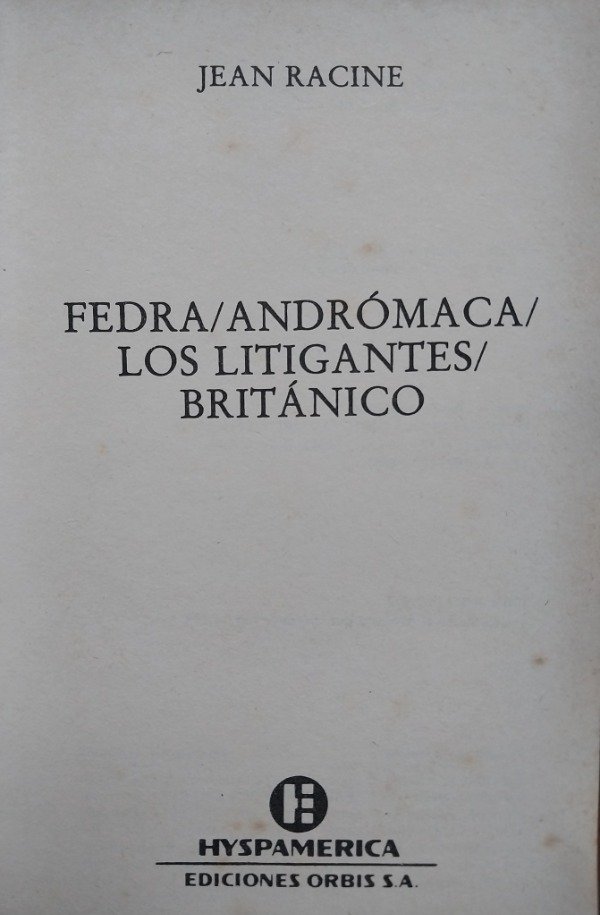 JEAN RACINE
FEDRA/ANDRÓMACA/
LOS LITIGANTES/
BRITÁNICO
HYSPAMERICA
EDICIONES ORBIS S.A.